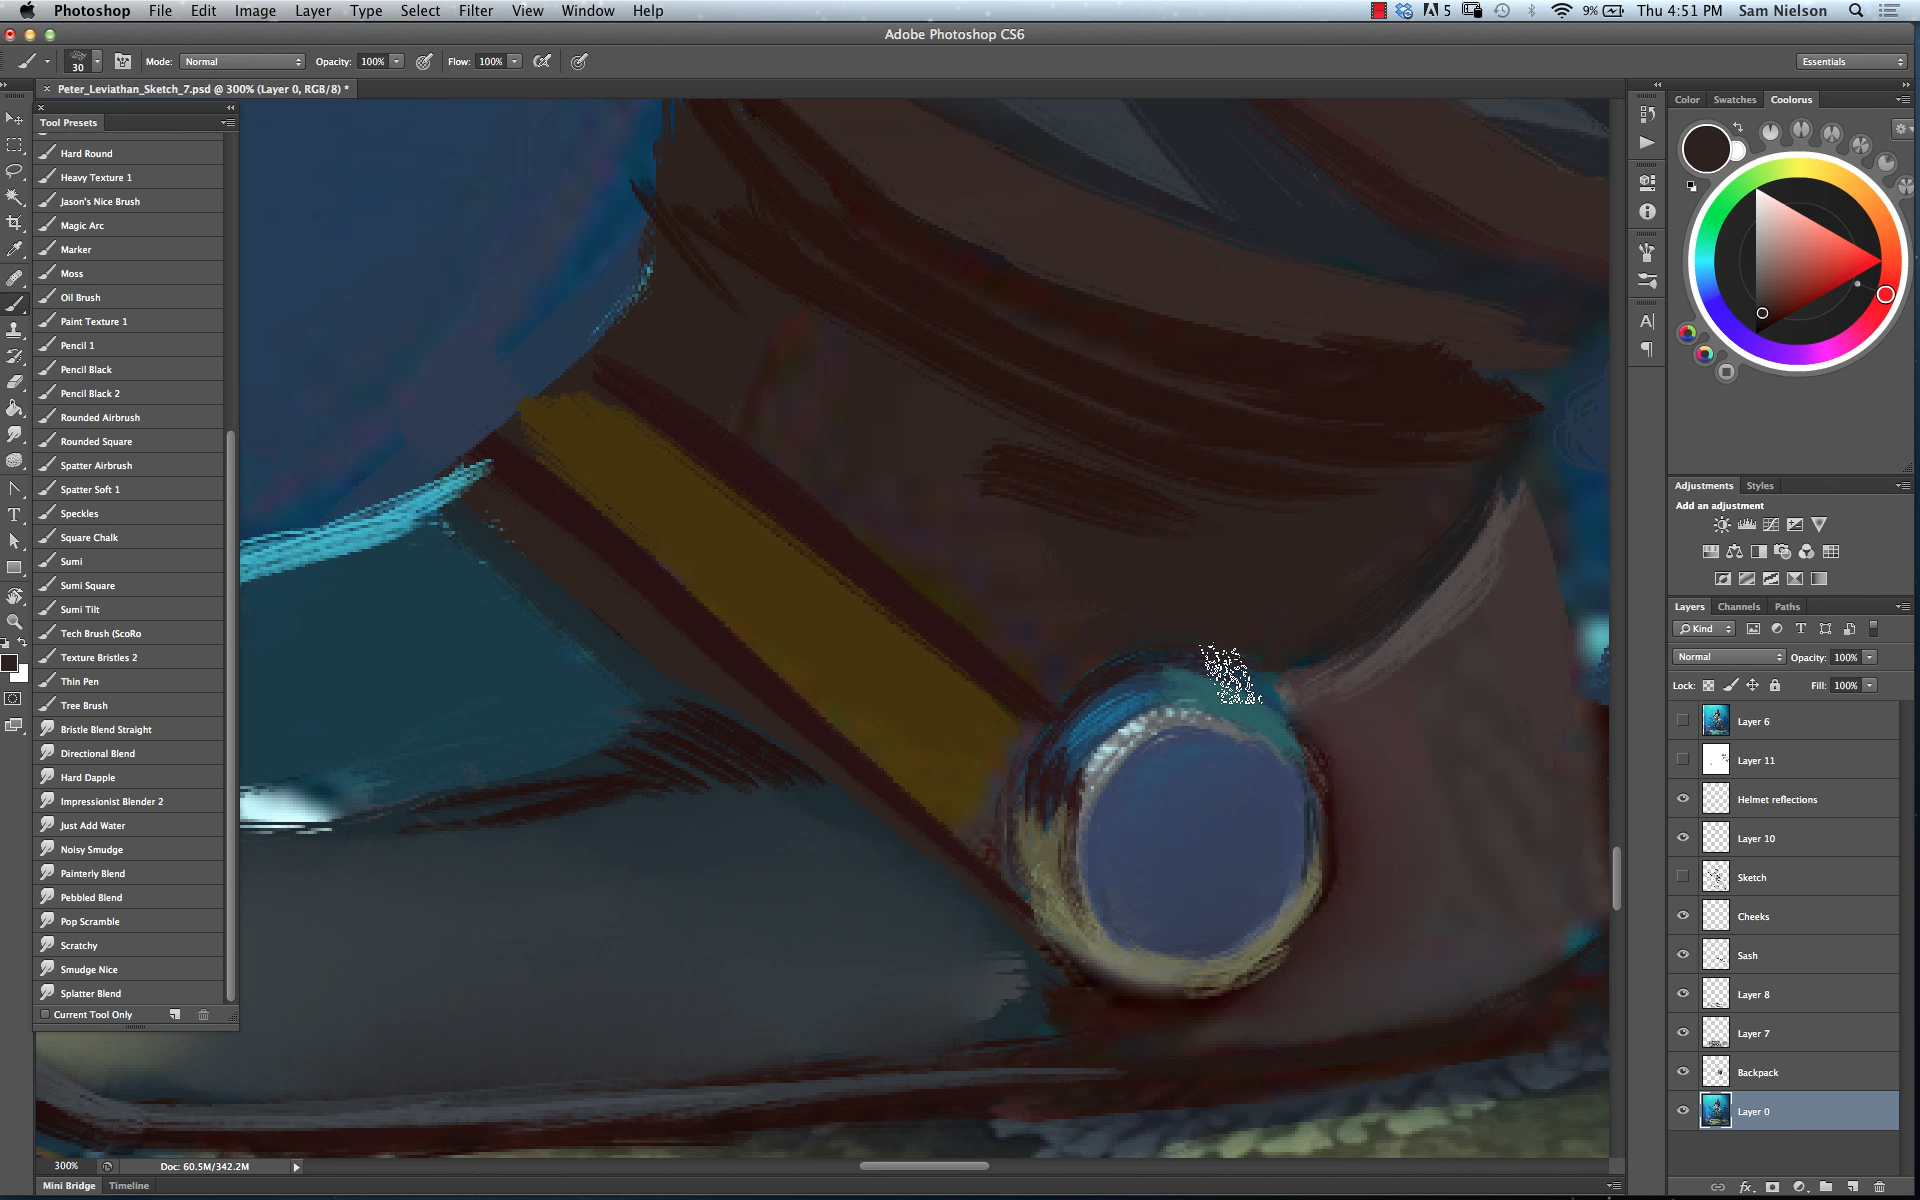 Photoshop File Edit Image Layer Type Select Filter View Window Help 5 9% Thu 4:51 PM Sam Nielson
Adobe Photoshop CS6
30 Mode: Normal Opacity: 100% Flow: 100% Essentials
Peter_Leviathan_Sketch_7.psd @ 300% (Layer 0, RGB/8) *
Tool Presets
Hard Round
Heavy Texture 1
Jason's Nice Brush
Magic Arc
Marker
Moss
Oil Brush
Paint Texture 1
Pencil 1
Pencil Black
Pencil Black 2
Rounded Airbrush
Rounded Square
Spatter Airbrush
Spatter Soft 1
Speckles
Square Chalk
Sumi
Sumi Square
Sumi Tilt
Tech Brush (ScoRo
Texture Bristles 2
Thin Pen
Tree Brush
Bristle Blend Straight
Directional Blend
Hard Dapple
Impressionist Blender 2
Just Add Water
Noisy Smudge
Painterly Blend
Pebbled Blend
Pop Scramble
Scratchy
Smudge Nice
Splatter Blend
Current Tool Only
Color Swatches Coolorus
Adjustments Styles
Add an adjustment
Layers Channels Paths
Kind
Normal Opacity: 100%
Lock: Fill: 100%
Layer 6
Layer 11
Helmet reflections
Layer 10
Sketch
Cheeks
Sash
Layer 8
Layer 7
Backpack
Layer 0
300% Doc: 60.5M/342.2M
Mini Bridge Timeline